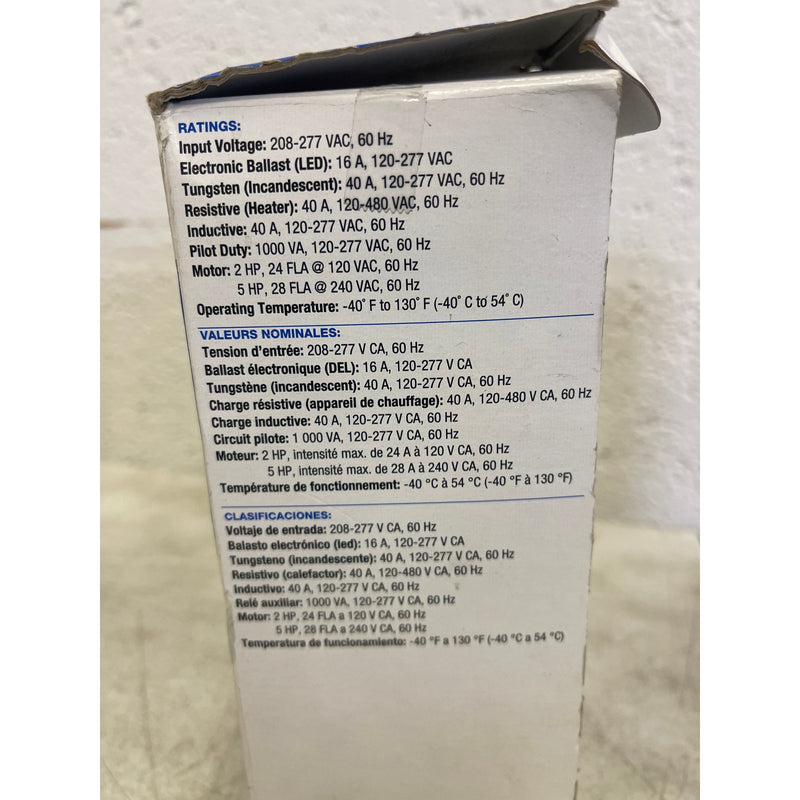 RATINGS:
Input Voltage: 208-277 VAC, 60 Hz
Electronic Ballast (LED): 16 A, 120-277 VAC
Tungsten (Incandescent): 40 A, 120-277 VAC, 60 Hz
Resistive (Heater): 40 A, 120-480 VAC, 60 Hz
Inductive: 40 A, 120-277 VAC, 60 Hz
Pilot Duty: 1000 VA, 120-277 VAC, 60 Hz
Motor: 2 HP, 24 FLA @ 120 VAC, 60 Hz
5 HP, 28 FLA @ 240 VAC, 60 Hz
Operating Temperature: -40° F to 130° F (-40° C to 54° C)
VALEURS NOMINALES:
Tension d'entrée: 208-277 V CA, 60 Hz
Ballast électronique (DEL): 16 A, 120-277 V CA
Tungstène (incandescent): 40 A, 120-277 V CA, 60 Hz
Charge résistive (appareil de chauffage): 40 A, 120-480 V CA, 60 Hz
Charge inductive: 40 A, 120-277 V CA, 60 Hz
Circuit pilote: 1 000 VA, 120-277 V CA, 60 Hz
Moteur: 2 HP, intensité max. de 24 A à 120 V CA, 60 Hz
5 HP, intensité max. de 28 A à 240 V CA, 60 Hz
Température de fonctionnement: -40 °C à 54 °C (-40 °F à 130 °F)
CLASIFICACIONES:
Voltaje de entrada: 208-277 V CA, 60 Hz
Balasto electrónico (led): 16 A, 120-277 V CA
Tungsteno (incandescente): 40 A, 120-277 V CA, 60 Hz
Resistivo (calefactor): 40 A, 120-480 V CA, 60 Hz
Inductivo: 40 A, 120-277 V CA, 60 Hz
Relé auxiliar: 1000 VA, 120-277 V CA, 60 Hz
Motor: 2 HP, 24 FLA a 120 V CA, 60 Hz
5 HP, 28 FLA a 240 V CA, 60 Hz
Temperatura de funcionamiento: -40 °F a 130 °F (-40 °C a 54 °C)